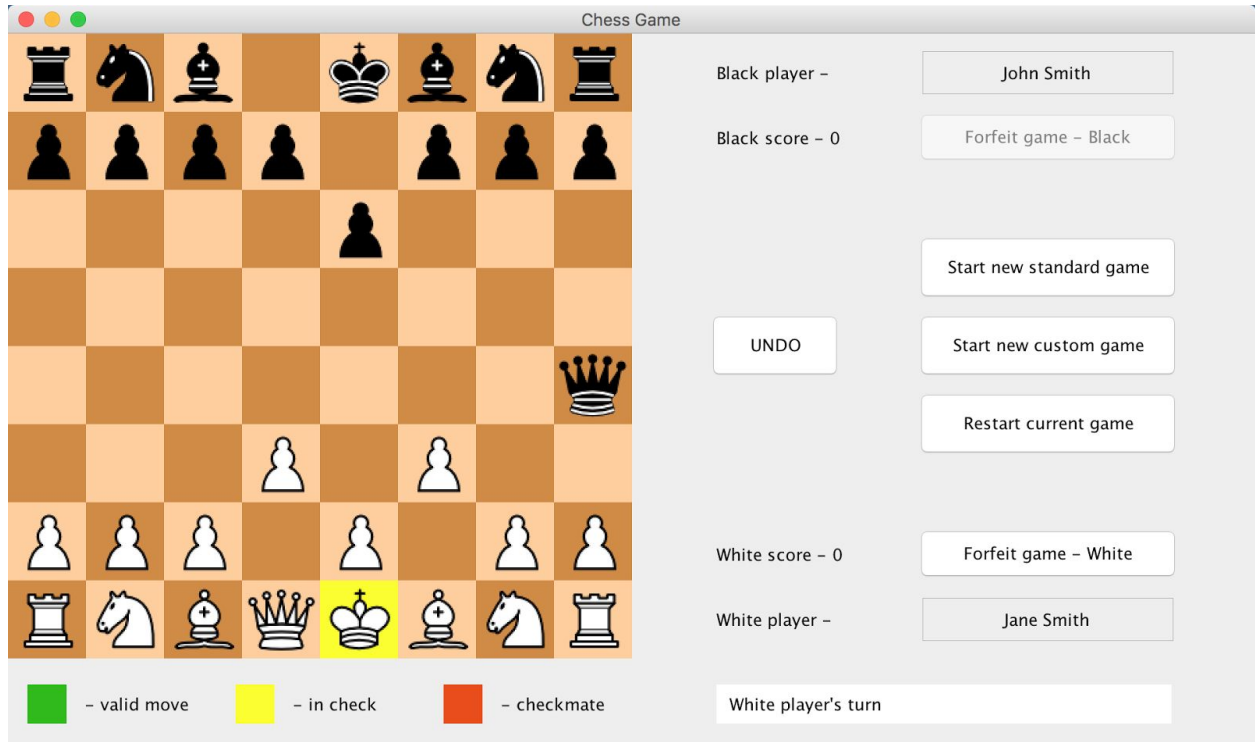 Chess Game
Black player –
John Smith
Black score – 0
Forfeit game – Black
Start new standard game
UNDO
Start new custom game
Restart current game
White score – 0
Forfeit game – White
White player –
Jane Smith
– valid move
– in check
– checkmate
White player's turn